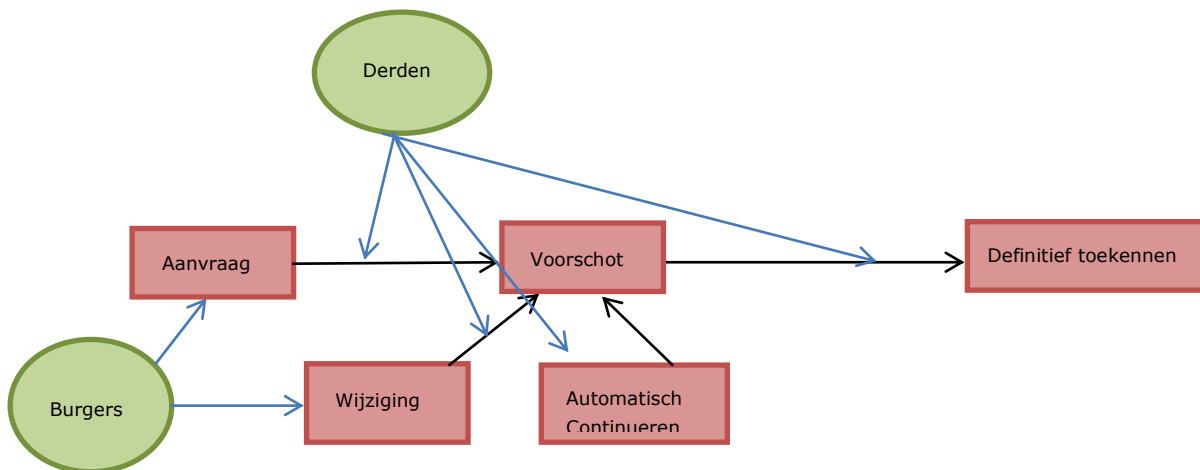 Derden
Aanvraag
Voorschot
Definitief toekennen
Burgers
Wijziging
Automatisch
Continueren